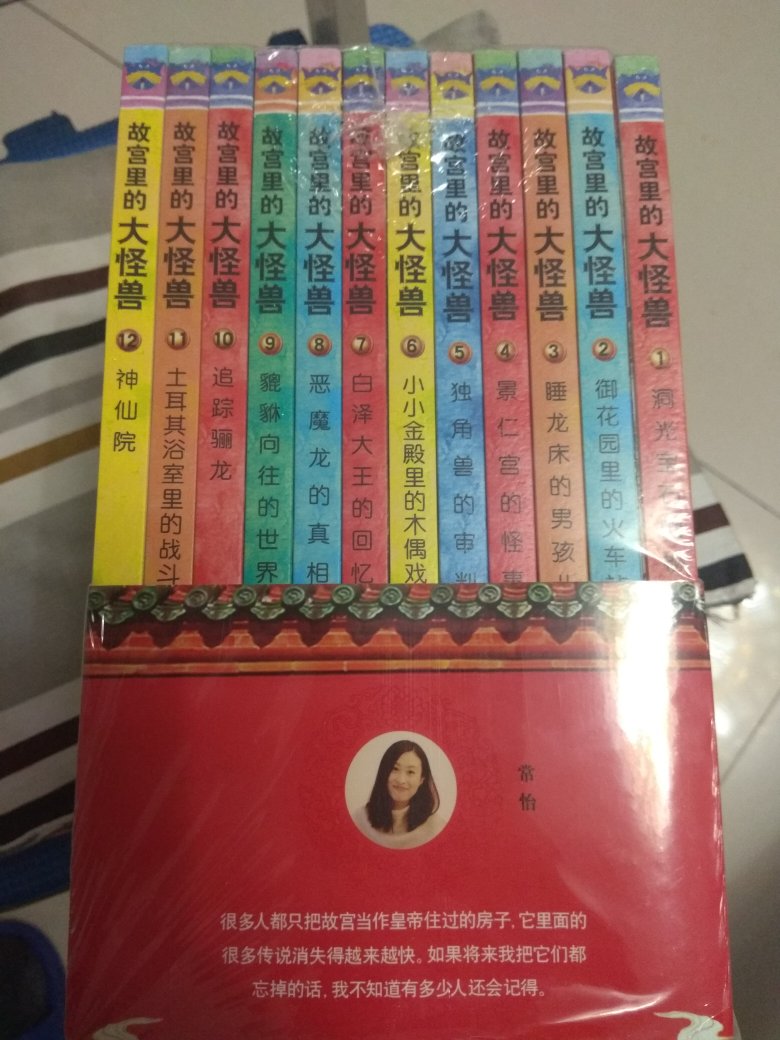 故宫里的大怪兽 12 神仙院
故宫里的大怪兽 11 土耳其浴室里的战斗
故宫里的大怪兽 10 追踪骊龙
故宫里的大怪兽 9 貔貅向往的世界
故宫里的大怪兽 8 恶魔龙的真相
故宫里的大怪兽 7 白泽大王的回忆
故宫里的大怪兽 6 小小金殿里的木偶戏
故宫里的大怪兽 5 独角兽的审判
故宫里的大怪兽 4 景仁宫的怪事
故宫里的大怪兽 3 睡龙床的男孩儿
故宫里的大怪兽 2 御花园里的火车站
故宫里的大怪兽 1 洞光宝石
常怡
很多人都只把故宫当作皇帝住过的房子,它里面的
很多传说消失得越来越快。如果将来我把它们都
忘掉的话,我不知道有多少人还会记得。